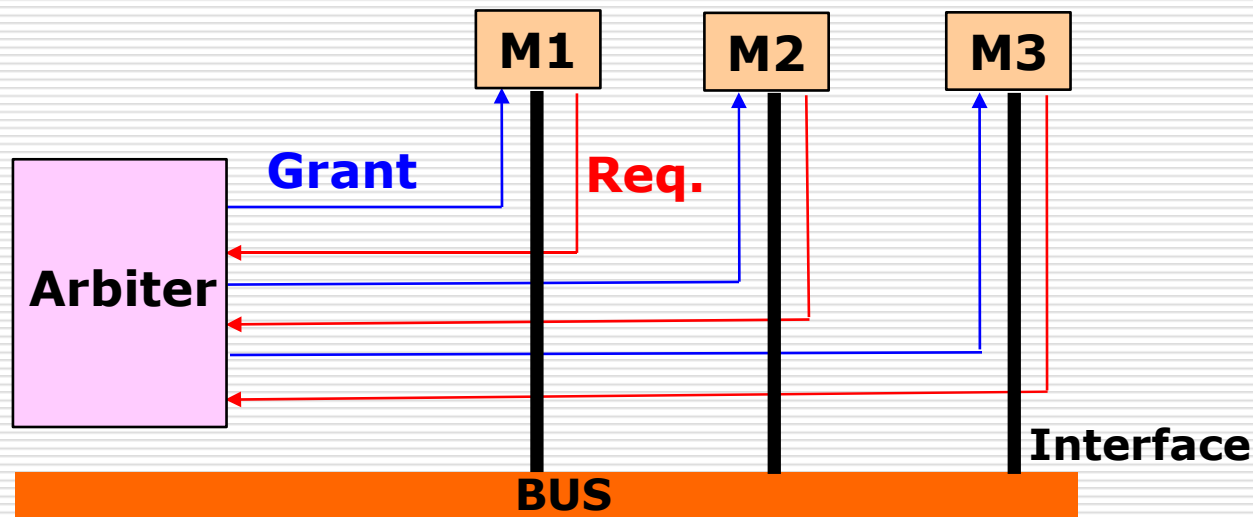 M1
M2
M3
Grant
Req.
Arbiter
Interface
BUS